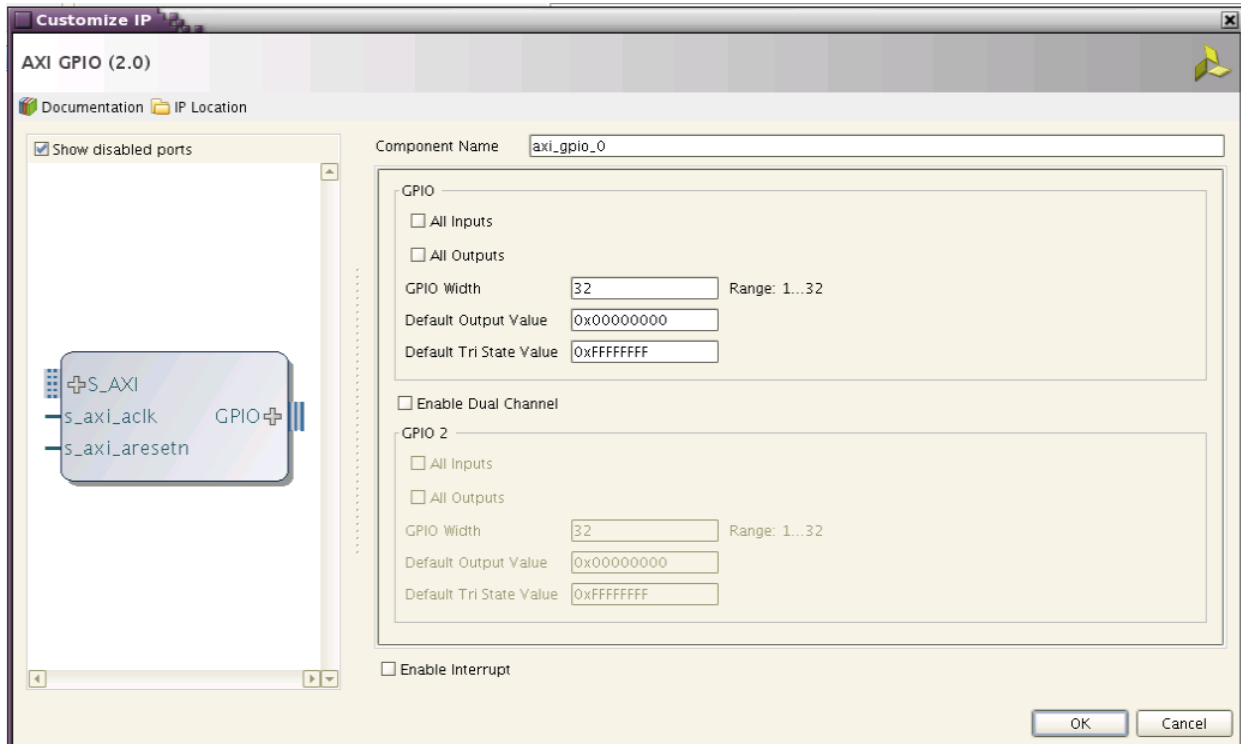 Customize IP
AXI GPIO (2.0)
Documentation IP Location
Show disabled ports
S_AXI
s_axi_aclk GPIO
s_axi_aresetn
Component Name axi_gpio_0
GPIO
All Inputs
All Outputs
GPIO Width 32 Range: 1...32
Default Output Value 0x00000000
Default Tri State Value 0xFFFFFFFF
Enable Dual Channel
GPIO 2
All Inputs
All Outputs
GPIO Width 32 Range: 1...32
Default Output Value 0x00000000
Default Tri State Value 0xFFFFFFFF
Enable Interrupt
OK Cancel